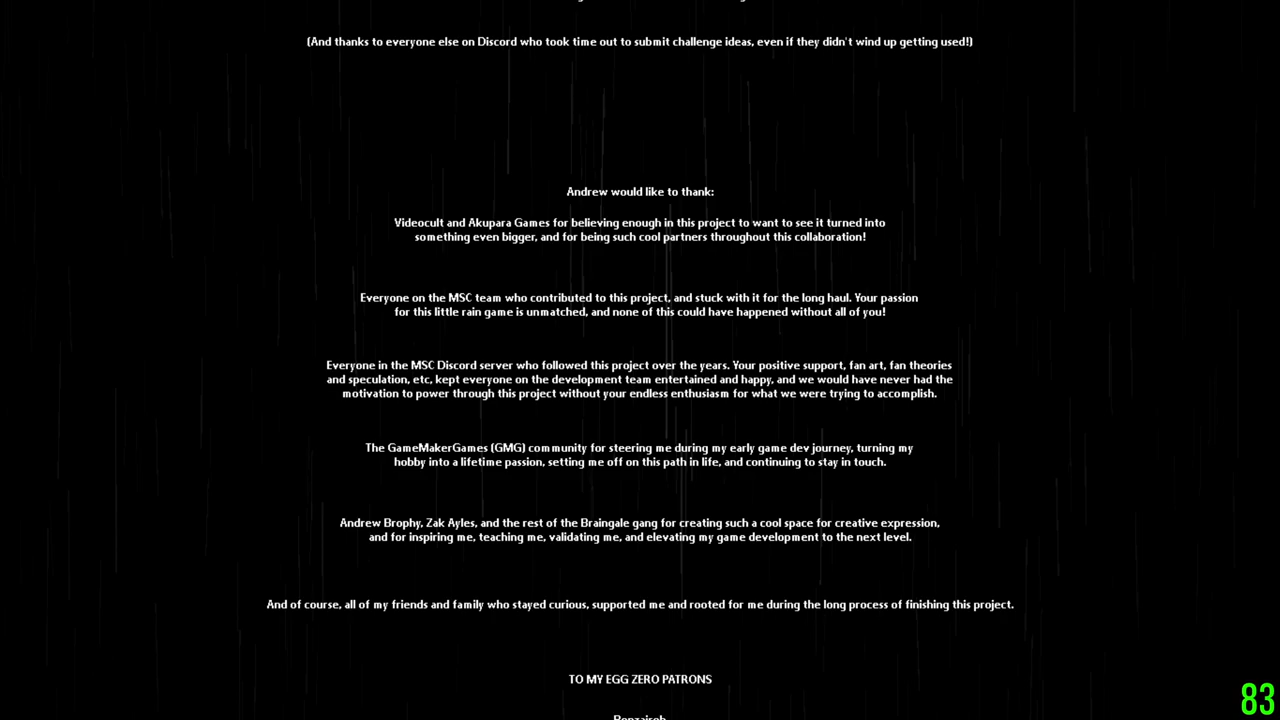 (And thanks to everyone else on Discord who took time out to submit challenge ideas, even if they didn't wind up getting used!)
Andrew would like to thank:
Videocult and Akupara Games for believing enough in this project to want to see it turned into
something even bigger, and for being such cool partners throughout this collaboration!
Everyone on the MSC team who contributed to this project, and stuck with it for the long haul. Your passion
for this little rain game is unmatched, and none of this could have happened without all of you!
Everyone in the MSC Discord server who followed this project over the years. Your positive support, fan art, fan theories
and speculation, etc, kept everyone on the development team entertained and happy, and we would have never had the
motivation to power through this project without your endless enthusiasm for what we were trying to accomplish.
The GameMakerGames (GMG) community for steering me during my early game dev journey, turning my
hobby into a lifetime passion, setting me off on this path in life, and continuing to stay in touch.
Andrew Brophy, Zak Ayles, and the rest of the Braingale gang for creating such a cool space for creative expression,
and for inspiring me, teaching me, validating me, and elevating my game development to the next level.
And of course, all of my friends and family who stayed curious, supported me and rooted for me during the long process of finishing this project.
TO MY EGG ZERO PATRONS
83